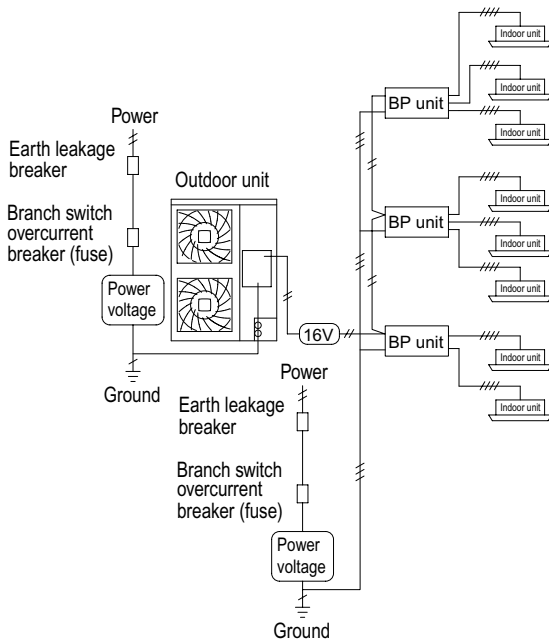 Indoor unit
Indoor unit
BP unit
Indoor unit
Power
Earth leakage
breaker
Outdoor unit
Branch switch
overcurrent
breaker (fuse)
Power
voltage
Ground
Indoor unit
BP unit
Indoor unit
Indoor unit
16V
BP unit
Indoor unit
Indoor unit
Power
Earth leakage
breaker
Branch switch
overcurrent
breaker (fuse)
Power
voltage
Ground